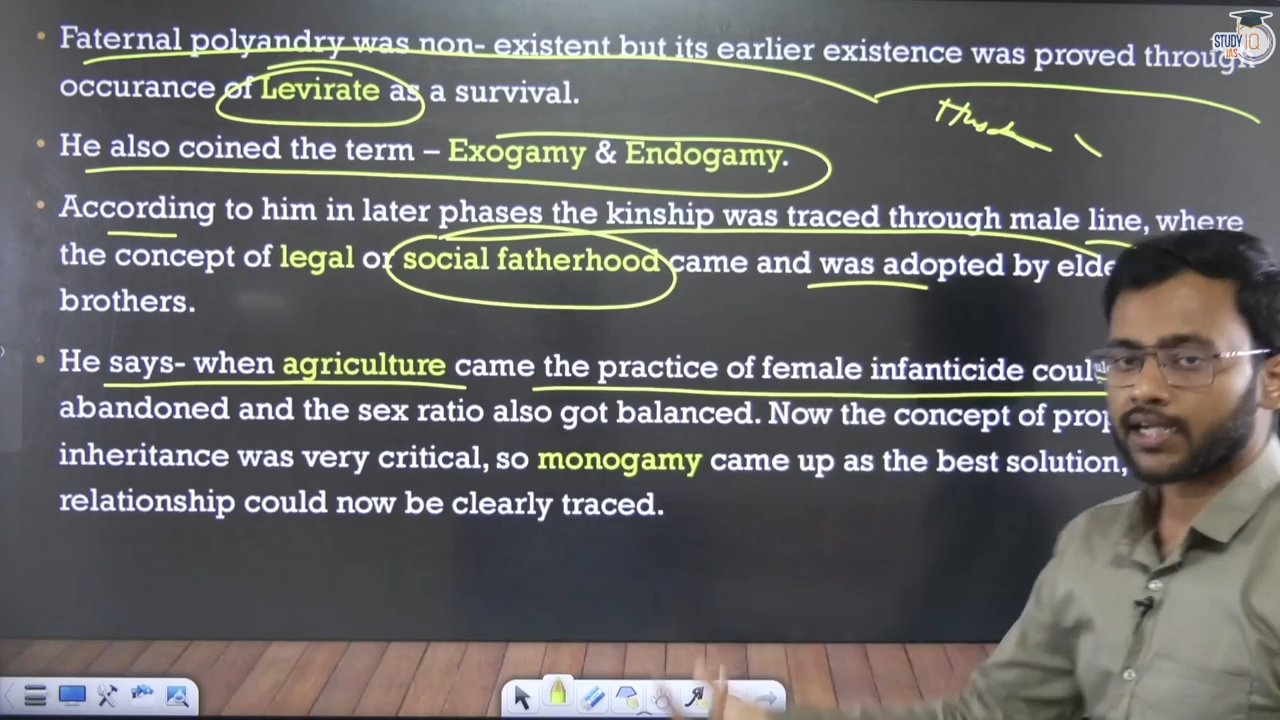 • Faternal polyandry was non- existent but its earlier existence was proved through
occurance of Levirate as a survival.
• He also coined the term – Exogamy & Endogamy.
• According to him in later phases the kinship was traced through male line, where
the concept of legal or social fatherhood came and was adopted by
brothers.
• He says- when agriculture came the practice of female infanticide
abandoned and the sex ratio also got balanced. Now the concept of
inheritance was very critical, so monogamy came up as the best solution,
relationship could now be clearly traced.
STUDY IQ
IAS